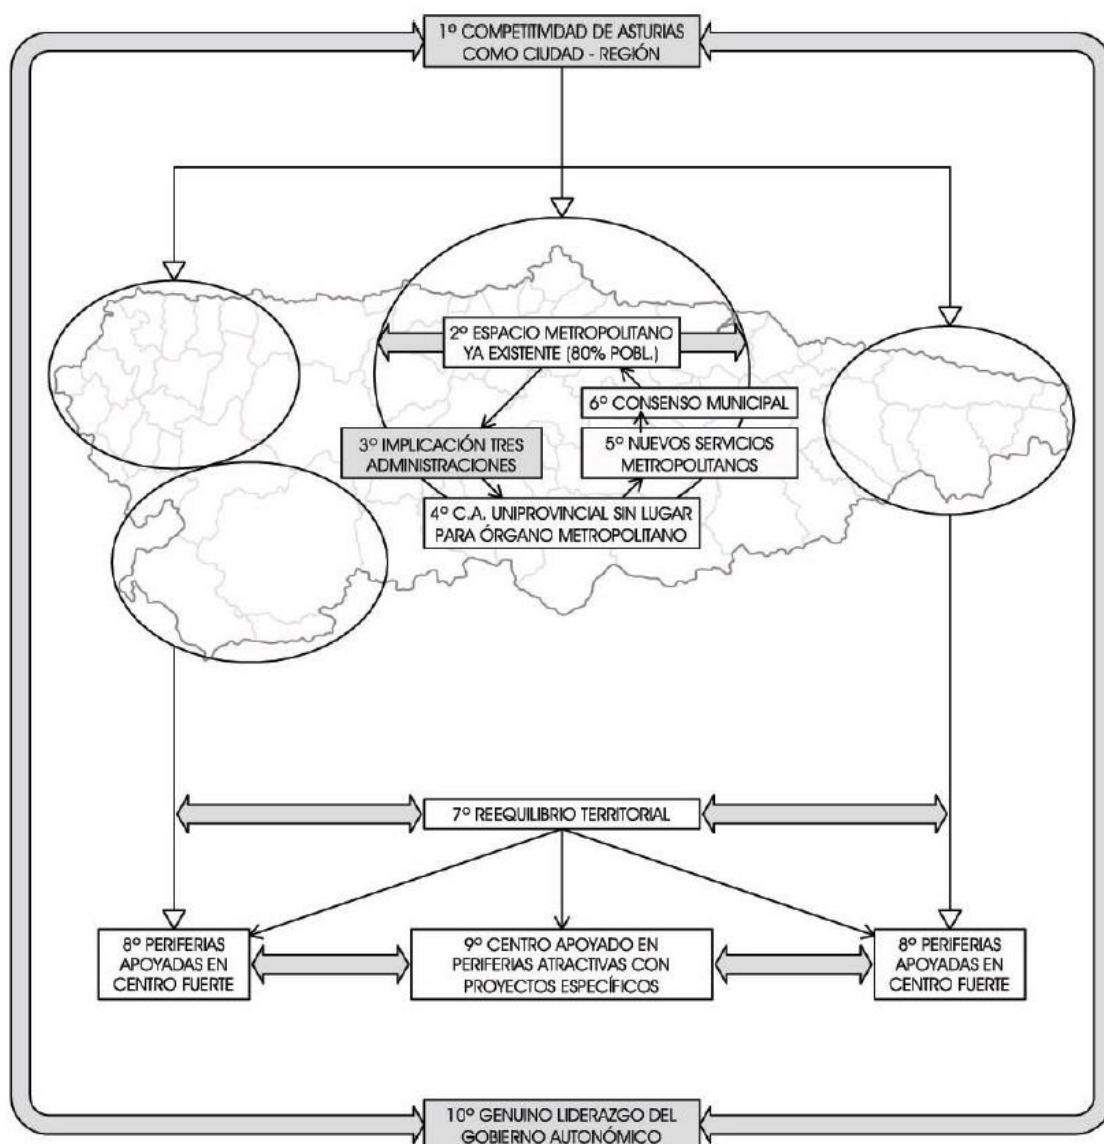 1º COMPETITIVIDAD DE ASTURIAS
COMO CIUDAD - REGIÓN
2º ESPACIO METROPOLITANO
YA EXISTENTE (80% POBL.)
6º CONSENSO MUNICIPAL
3º IMPLICACIÓN TRES
ADMINISTRACIONES
5º NUEVOS SERVICIOS
METROPOLITANOS
4º C.A. UNIPROVINCIAL SIN LUGAR
PARA ÓRGANO METROPOLITANO
7º REEQUILIBRIO TERRITORIAL
8º PERIFERIAS
APOYADAS EN
CENTRO FUERTE
9º CENTRO APOYADO EN
PERIFERIAS ATRACTIVAS CON
PROYECTOS ESPECÍFICOS
8º PERIFERIAS
APOYADAS EN
CENTRO FUERTE
10º GENUINO LIDERAZGO DEL
GOBIERNO AUTONÓMICO